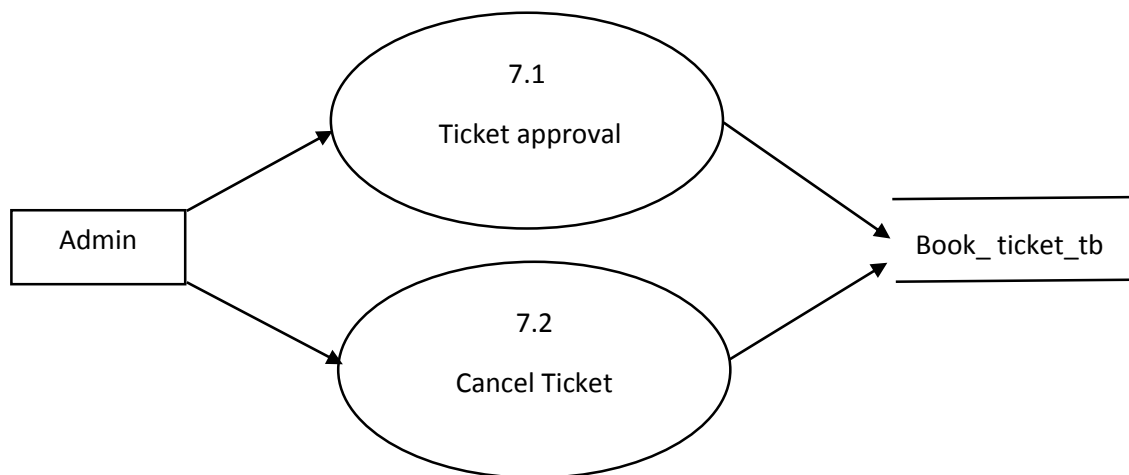 7.1
Ticket approval
Admin
Book_ ticket_tb
7.2
Cancel Ticket